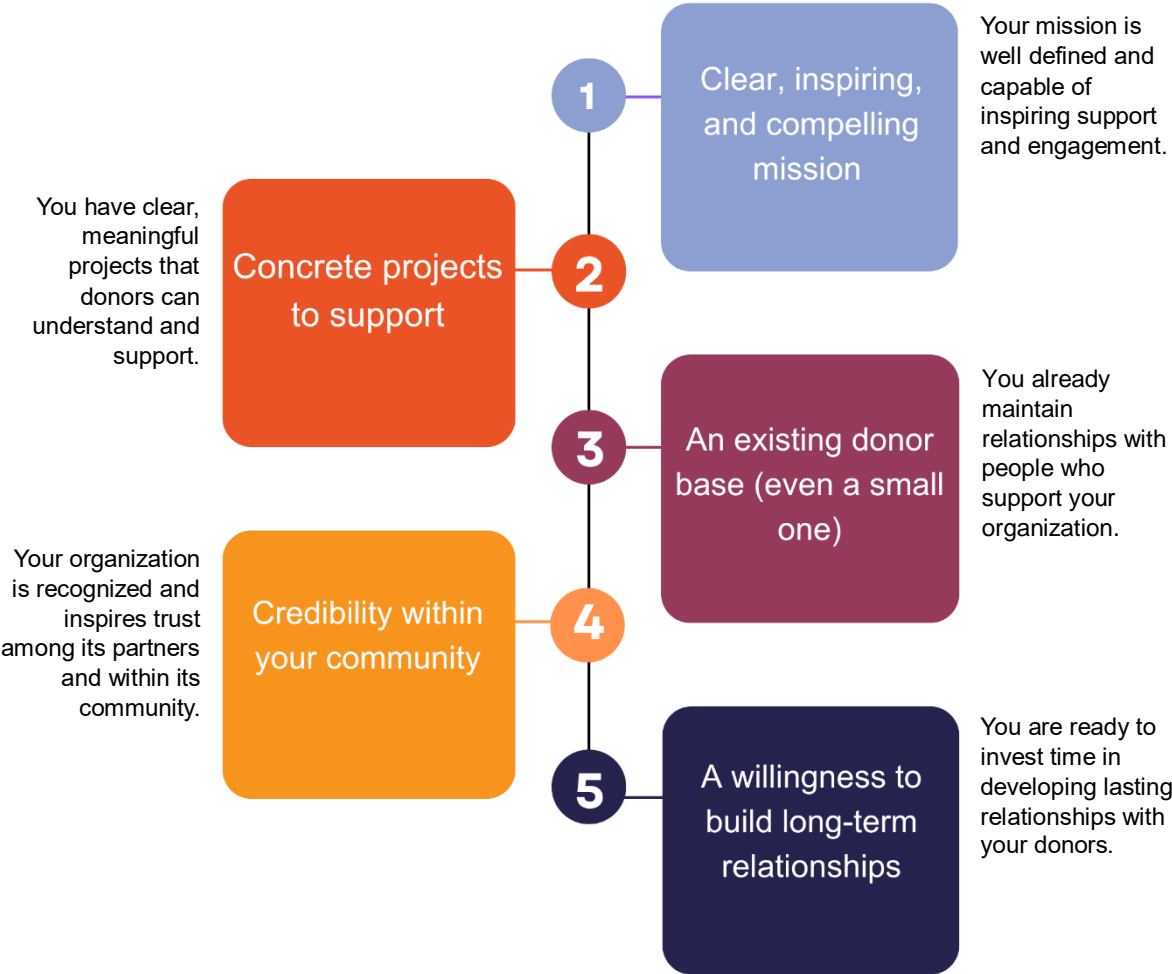 1
Clear, inspiring,
and compelling
mission
Your mission is
well defined and
capable of
inspiring support
and engagement.
You have clear,
meaningful
projects that
donors can
understand and
support.
Concrete projects
to support
2
3
An existing donor
base (even a small
one)
You already
maintain
relationships with
people who
support your
organization.
Your organization
is recognized and
inspires trust
among its partners
and within its
community.
Credibility within
your community
4
5
A willingness to
build long-term
relationships
You are ready to
invest time in
developing lasting
relationships with
your donors.